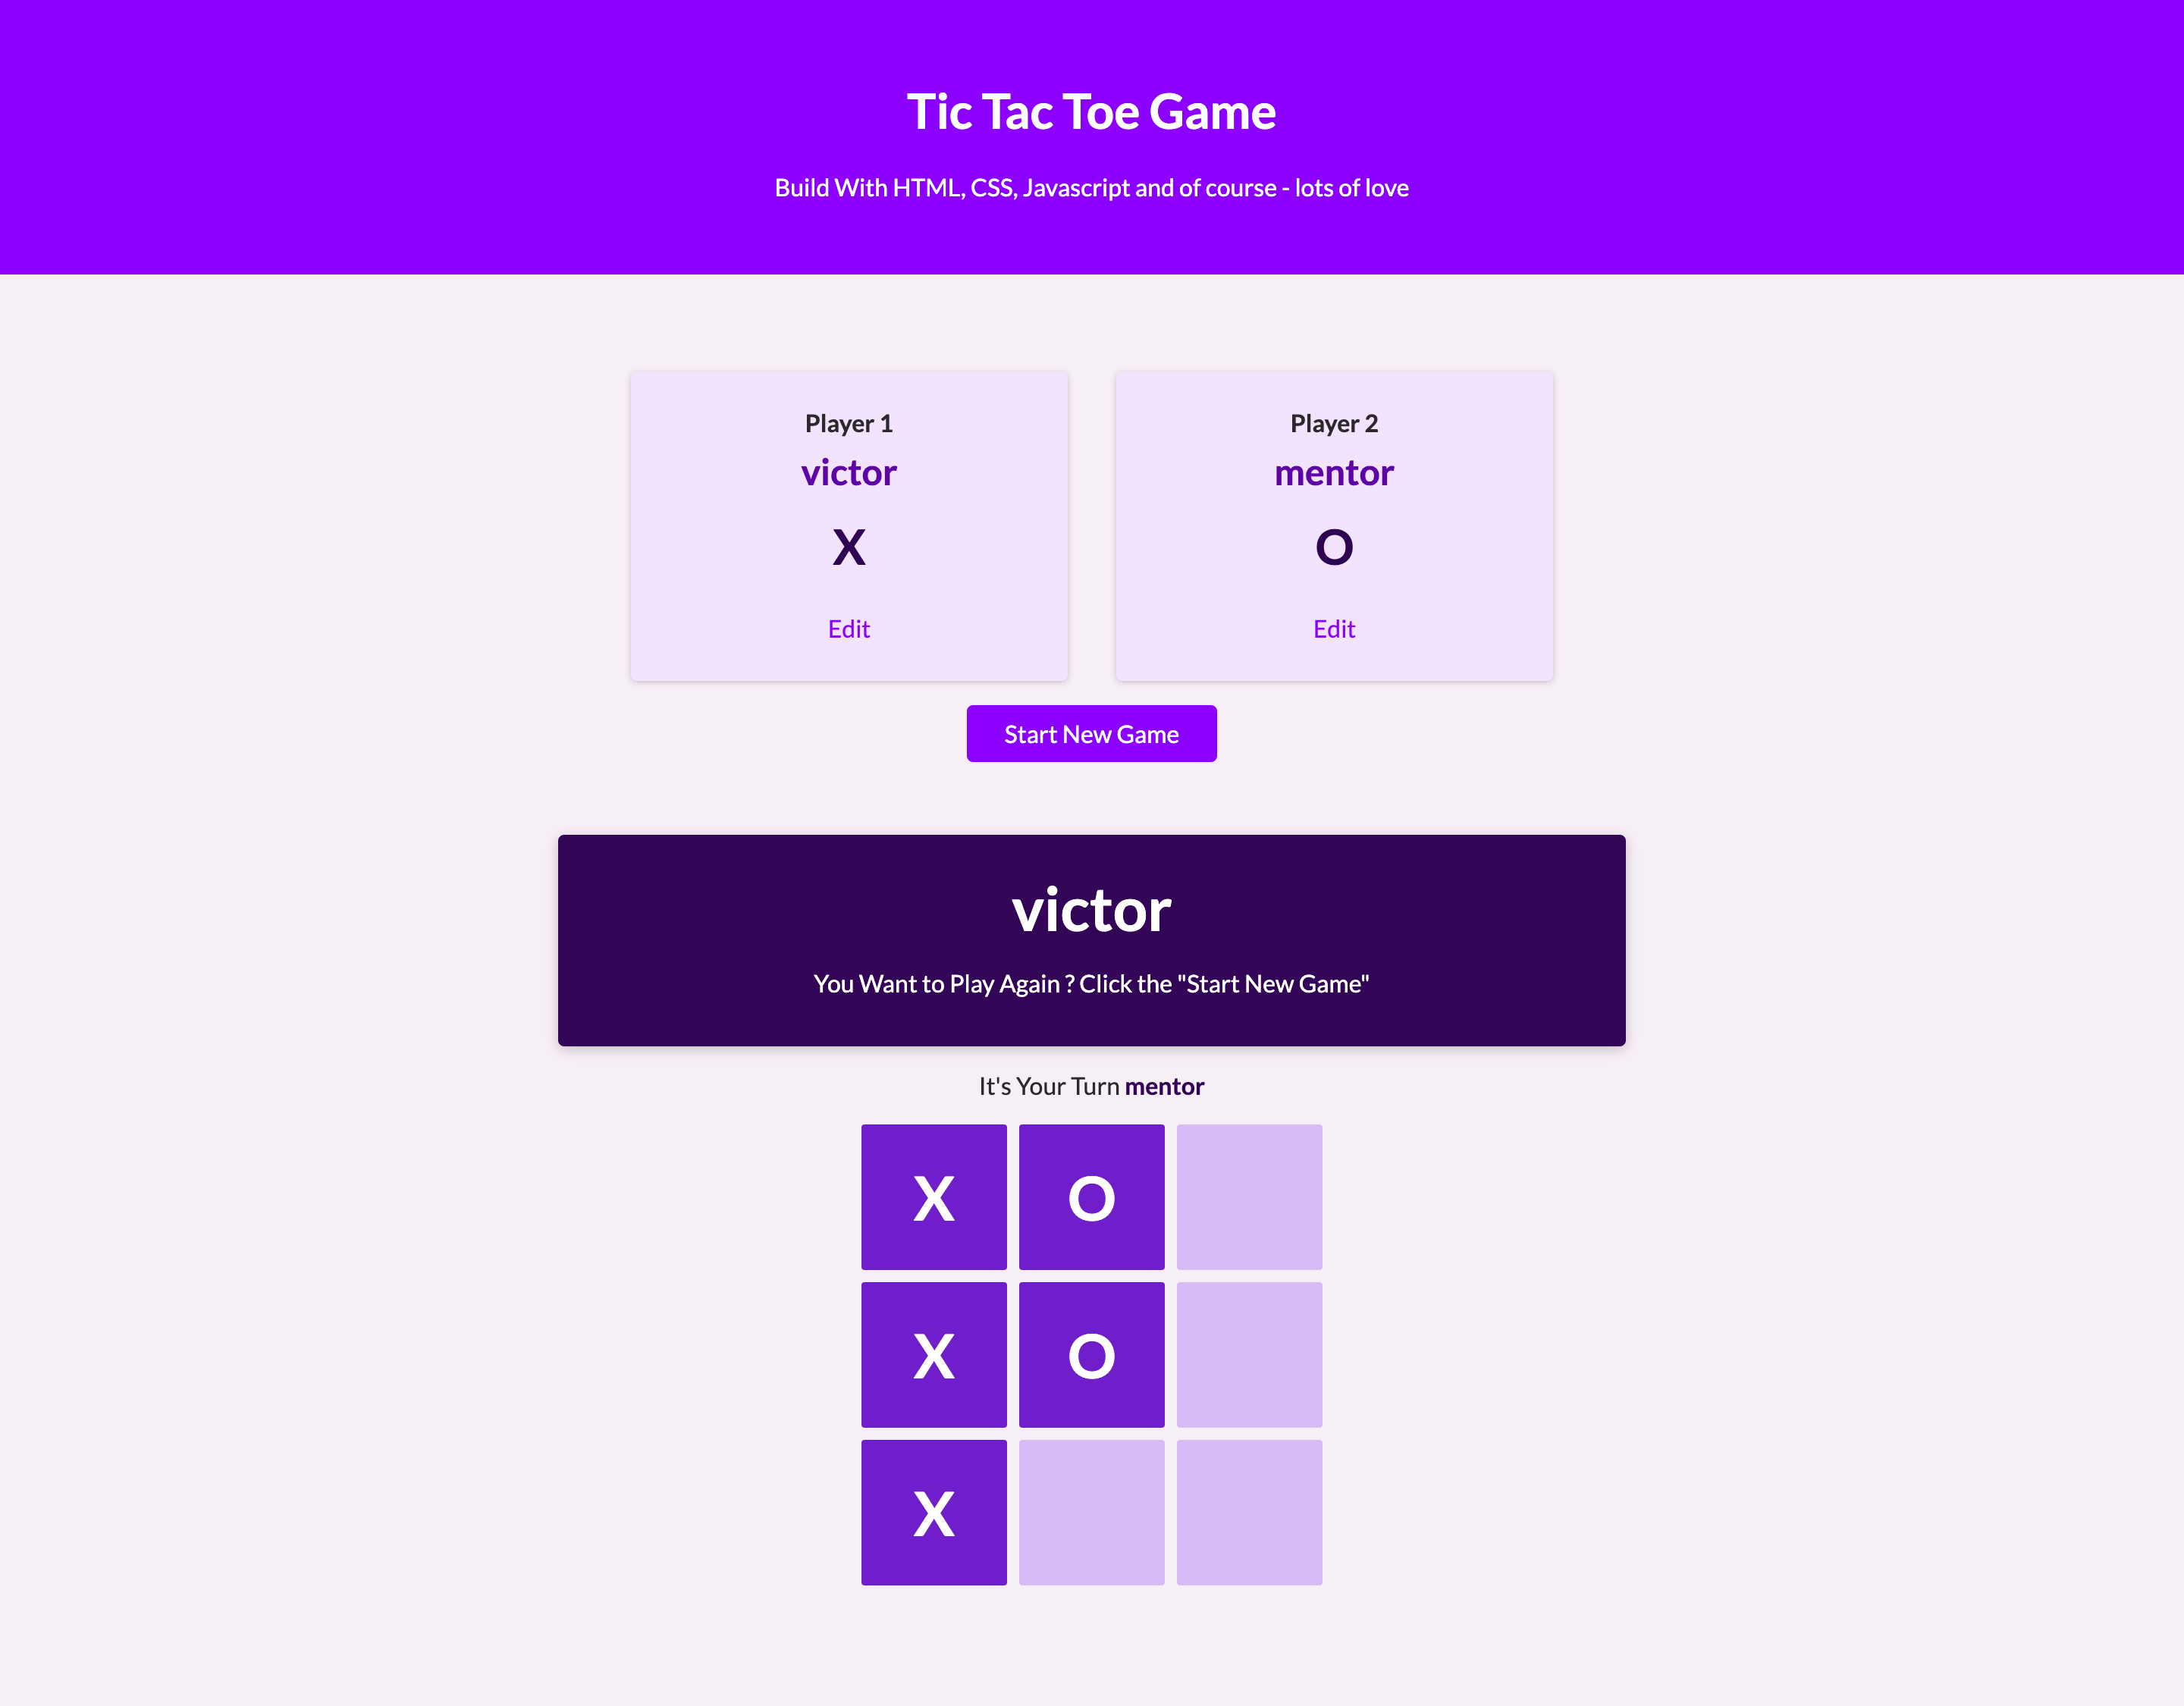 Tic Tac Toe Game
Build With HTML, CSS, Javascript and of course - lots of love
Player 1
victor
X
Edit
Player 2
mentor
O
Edit
Start New Game
victor
You Want to Play Again ? Click the "Start New Game"
It's Your Turn mentor
X O
X O
X